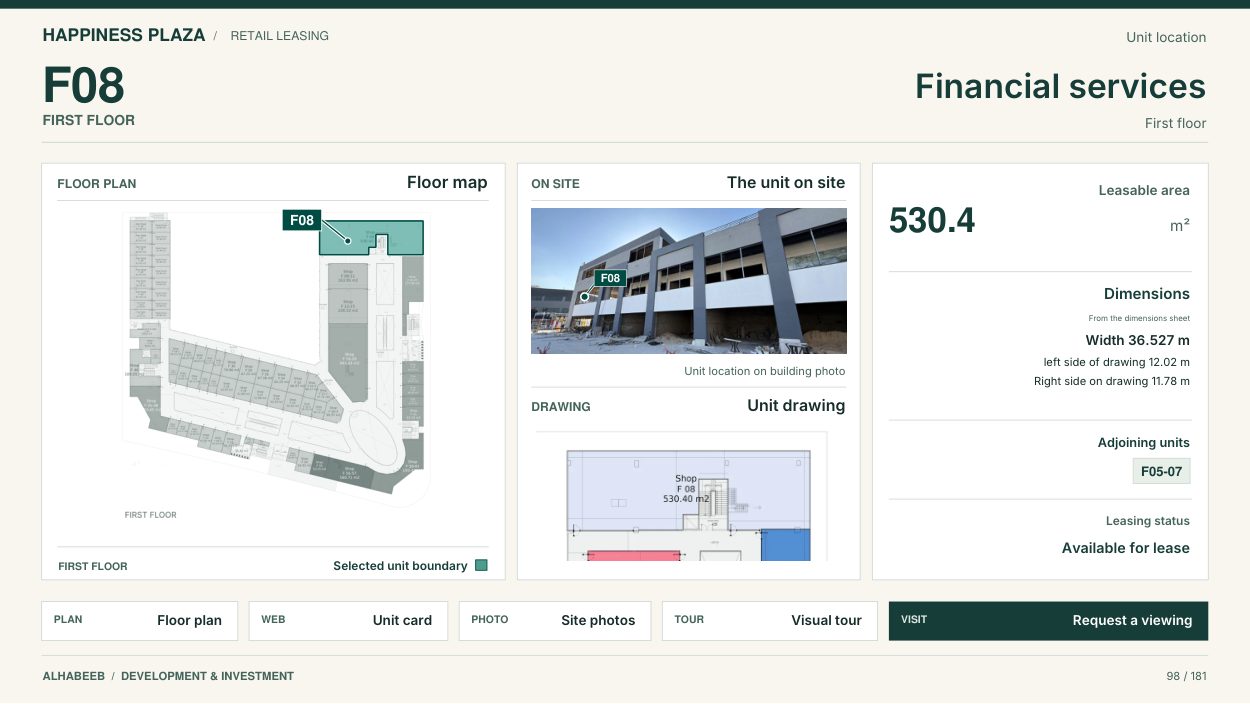 HAPPINESS PLAZA / RETAIL LEASING
Unit location
F08
Financial services
FIRST FLOOR
First floor
FLOOR PLAN
Floor map
F08
FIRST FLOOR
FIRST FLOOR
Selected unit boundary
ON SITE
The unit on site
F08
Unit location on building photo
DRAWING
Unit drawing
Shop
F 08
530.40 m2
Leasable area
530.4
m²
Dimensions
From the dimensions sheet
Width 36.527 m
left side of drawing 12.02 m
Right side on drawing 11.78 m
Adjoining units
F05-07
Leasing status
Available for lease
PLAN
Floor plan
WEB
Unit card
PHOTO
Site photos
TOUR
Visual tour
VISIT
Request a viewing
ALHABEEB / DEVELOPMENT & INVESTMENT
98 / 181